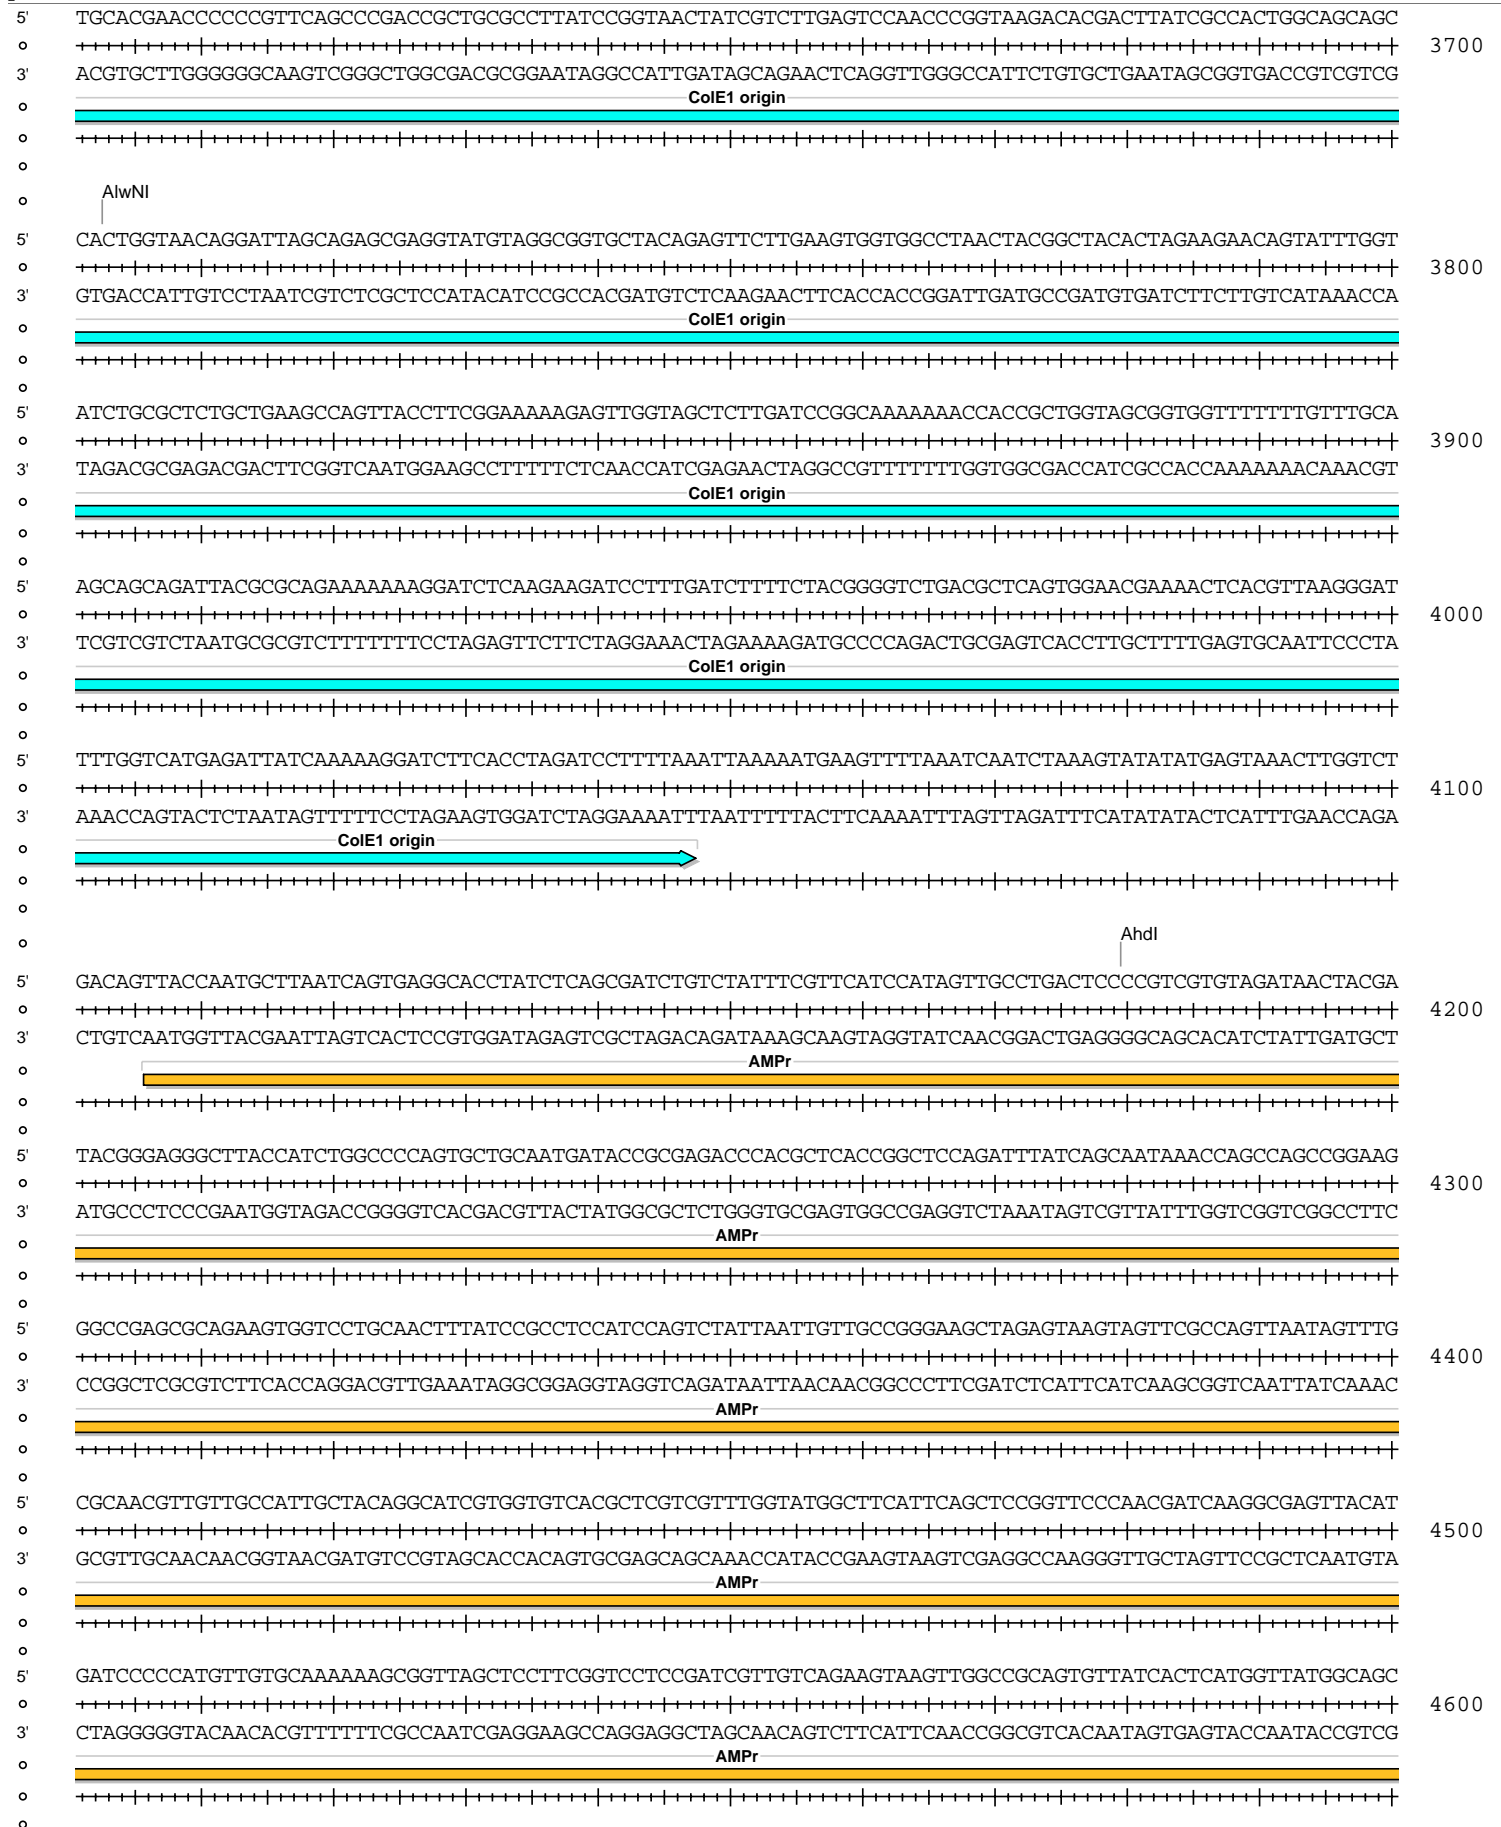 5' TGCACGAACCCCCCGTTCAGCCCGACCGCTGCGCCTTATCCGGTAACTATCGTCTTGAGTCCAACCCGGTAAGACACGACTTATCGCCACTGGCAGCAGC
3700
3' ACGTGCTTGGGGGGCAAGTCGGGCTGGCGACGCGGAATAGGCCATTGATAGCAGAACTCAGGTTGGGCCATTCTGTGCTGAATAGCGGTGACCGTCGTCG
ColE1 origin
AlwNI
5' CACTGGTAACAGGATTAGCAGAGCGAGGTATGTAGGCGGTGCTACAGAGTTCTTGAAGTGGTGGCCTAACTACGGCTACACTAGAAGAACAGTATTTGGT
3800
3' GTGACCATTGTCCTAATCGTCTCGCTCCATACATCCGCCACGATGTCTCAAGAACTTCACCACCGGATTGATGCCGATGTGATCTTCTTGTCATAAACCA
ColE1 origin
5' ATCTGCGCTCTGCTGAAGCCAGTTACCTTCGGAAAAAGAGTTGGTAGCTCTTGATCCGGCAAAAAAACCACCGCTGGTAGCGGTGGTTTTTTTGTTTGCA
3900
3' TAGACGCGAGACGACTTCGGTCAATGGAAGCCTTTTTCTCAACCATCGAGAACTAGGCCGTTTTTTTGGTGGCGACCATCGCCACCAAAAAAACAAACGT
ColE1 origin
5' AGCAGCAGATTACGCGCAGAAAAAAAGGATCTCAAGAAGATCCTTTGATCTTTTCTACGGGGTCTGACGCTCAGTGGAACGAAAACTCACGTTAAGGGAT
4000
3' TCGTCGTCTAATGCGCGTCTTTTTTTCCTAGAGTTCTTCTAGGAAACTAGAAAAGATGCCCCAGACTGCGAGTCACCTTGCTTTTGAGTGCAATTCCCTA
ColE1 origin
5' TTTGGTCATGAGATTATCAAAAAGGATCTTCACCTAGATCCTTTTAAATTAAAAATGAAGTTTTAAATCAATCTAAAGTATATATGAGTAAACTTGGTCT
4100
3' AAACCAGTACTCTAATAGTTTTTCCTAGAAGTGGATCTAGGAAAATTTAATTTTTACTTCAAAATTTAGTTAGATTTCATATATACTCATTTGAACCAGA
ColE1 origin
AhdI
5' GACAGTTACCAATGCTTAATCAGTGAGGCACCTATCTCAGCGATCTGTCTATTTCGTTCATCCATAGTTGCCTGACTCCCCGTCGTGTAGATAACTACGA
4200
3' CTGTCAATGGTTACGAATTAGTCACTCCGTGGATAGAGTCGCTAGACAGATAAAGCAAGTAGGTATCAACGGACTGAGGGGCAGCACATCTATTGATGCT
AMPr
5' TACGGGAGGGCTTACCATCTGGCCCCAGTGCTGCAATGATACCGCGAGACCCACGCTCACCGGCTCCAGATTTATCAGCAATAAACCAGCCAGCCGGAAG
4300
3' ATGCCCTCCCGAATGGTAGACCGGGGTCACGACGTTACTATGGCGCTCTGGGTGCGAGTGGCCGAGGTCTAAATAGTCGTTATTTGGTCGGTCGGCCTTC
AMPr
5' GGCCGAGCGCAGAAGTGGTCCTGCAACTTTATCCGCCTCCATCCAGTCTATTAATTGTTGCCGGGAAGCTAGAGTAAGTAGTTCGCCAGTTAATAGTTTG
4400
3' CCGGCTCGCGTCTTCACCAGGACGTTGAAATAGGCGGAGGTAGGTCAGATAATTAACAACGGCCCTTCGATCTCATTCATCAAGCGGTCAATTATCAAAC
AMPr
5' CGCAACGTTGTTGCCATTGCTACAGGCATCGTGGTGTCACGCTCGTCGTTTGGTATGGCTTCATTCAGCTCCGGTTCCCAACGATCAAGGCGAGTTACAT
4500
3' GCGTTGCAACAACGGTAACGATGTCCGTAGCACCACAGTGCGAGCAGCAAACCATACCGAAGTAAGTCGAGGCCAAGGGTTGCTAGTTCCGCTCAATGTA
AMPr
5' GATCCCCCATGTTGTGCAAAAAAGCGGTTAGCTCCTTCGGTCCTCCGATCGTTGTCAGAAGTAAGTTGGCCGCAGTGTTATCACTCATGGTTATGGCAGC
4600
3' CTAGGGGGTACAACACGTTTTTTCGCCAATCGAGGAAGCCAGGAGGCTAGCAACAGTCTTCATTCAACCGGCGTCACAATAGTGAGTACCAATACCGTCG
AMPr